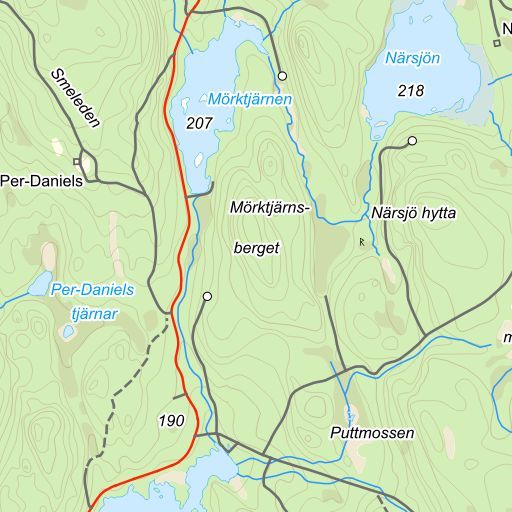 N
Närsjön
Smeleden
Mörktjärnen
218
207
Per-Daniels
Mörktjärns-
berget
Närsjö hytta
R
Per-Daniels
tjärnar
m
190
Puttmossen